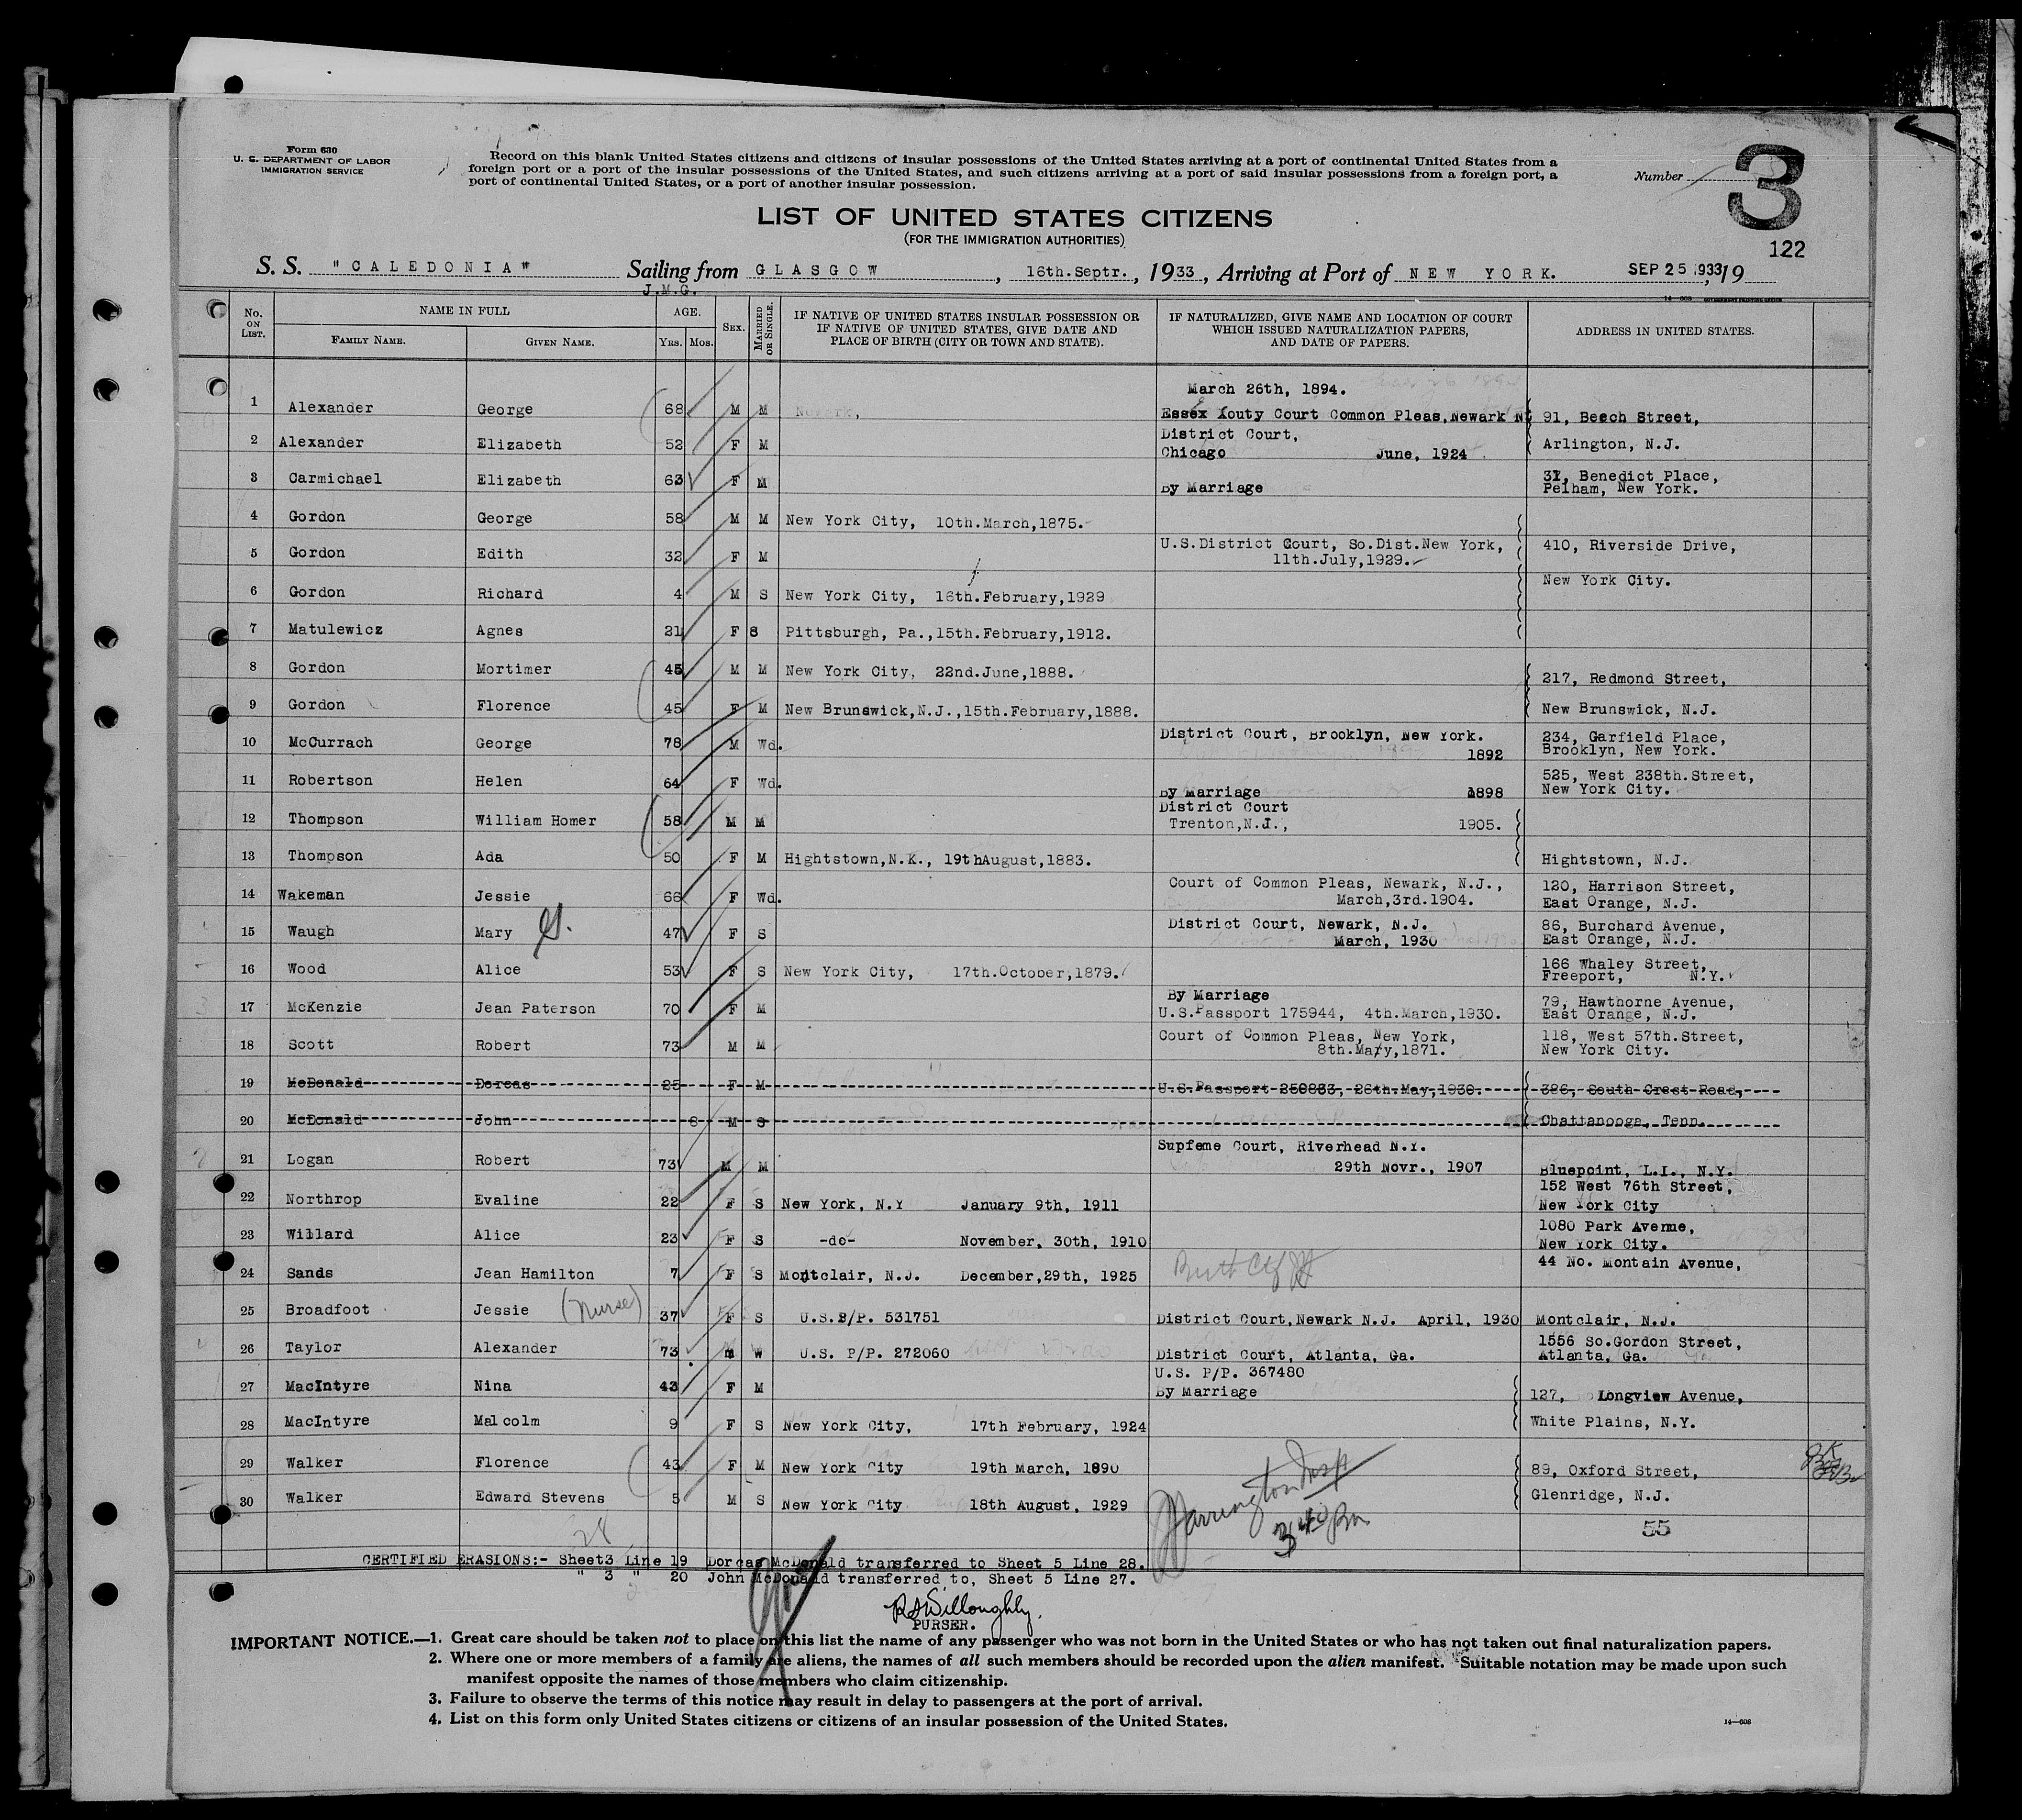 Form 630
U. S. DEPARTMENT OF LABOR
IMMIGRATION SERVICE
Record on this blank United States citizens and citizens of insular possessions of the United States arriving at a port of continental United States from a
foreign port or a port of the insular possessions of the United States, and such citizens arriving at a port of said insular possessions from a foreign port, a
port of continental United States, or a port of another insular possession.
Number 3
LIST OF UNITED STATES CITIZENS
(FOR THE IMMIGRATION AUTHORITIES)
122
S. S. "CALEDONIA" Sailing from GLASGOW, 16th.Septr., 1933, Arriving at Port of NEW YORK. SEP 25 1933, 19
J.M.G.
No. ON LIST. NAME IN FULL AGE. SEX. MARRIED OR SINGLE. IF NATIVE OF UNITED STATES INSULAR POSSESSION OR IF NATIVE OF UNITED STATES, GIVE DATE AND PLACE OF BIRTH (CITY OR TOWN AND STATE). IF NATURALIZED, GIVE NAME AND LOCATION OF COURT WHICH ISSUED NATURALIZATION PAPERS, AND DATE OF PAPERS. ADDRESS IN UNITED STATES.
FAMILY NAME. GIVEN NAME. YRS. MOS.
March 26th, 1894.
1 Alexander George 68 M M Newark, Essex Xouty Court Common Pleas, Newark NJ 91, Beech Street,
2 Alexander Elizabeth 52 F M District Court, Chicago June, 1924 Arlington, N.J.
3 Carmichael Elizabeth 63 F M By Marriage 31, Benedict Place, Pelham, New York.
4 Gordon George 58 M M New York City, 10th.March,1875.
5 Gordon Edith 32 F M U.S.District Court, So.Dist.New York, 11th.July,1929. 410, Riverside Drive,
6 Gordon Richard 4 M S New York City, 16th.February,1929 New York City.
7 Matulewicz Agnes 21 F S Pittsburgh, Pa.,15th.February,1912.
8 Gordon Mortimer 45 M M New York City, 22nd.June,1888. 217, Redmond Street,
9 Gordon Florence 45 F M New Brunswick,N.J.,15th.February,1888. New Brunswick, N.J.
10 McCurrach George 78 M Wd. District Court, Brooklyn, New York. 1892 234, Garfield Place, Brooklyn, New York.
11 Robertson Helen 64 F Wd. By Marriage 1898 525, West 238th.Street, New York City.
12 Thompson William Homer 58 M M District Court Trenton,N.J., 1905.
13 Thompson Ada 50 F M Hightstown,N.K., 19thAugust,1883. Hightstown, N.J.
14 Wakeman Jessie 66 F Wd. Court of Common Pleas, Newark, N.J., March,3rd.1904. 120, Harrison Street, East Orange, N.J.
15 Waugh Mary G. 47 F S District Court, Newark, N.J. March, 1930 86, Burchard Avenue, East Orange, N.J.
16 Wood Alice 53 F S New York City, 17th.October,1879. 166 Whaley Street, Freeport, N.Y.
17 McKenzie Jean Paterson 70 F M By Marriage U.S.Passport 175944, 4th.March,1930. 79, Hawthorne Avenue, East Orange, N.J.
18 Scott Robert 73 M M Court of Common Pleas, New York, 8th.May,1871. 118, West 57th.Street, New York City.
19 McDonald Dorcas 25 F M U.S.Passport 250883, 26th.May,1930. 386, South Crest Road,
20 McDonald John 8 M S Chattanooga, Tenn.
21 Logan Robert 73 M M Supreme Court, Riverhead N.Y. 29th Novr., 1907 Bluepoint, L.I., N.Y.
22 Northrop Evaline 22 F S New York, N.Y January 9th, 1911 152 West 76th Street, New York City
23 Willard Alice 23 F S -do- November, 30th, 1910 1080 Park Avenue, New York City.
24 Sands Jean Hamilton 7 F S Montclair, N.J. December,29th, 1925 44 No. Montain Avenue,
25 Broadfoot Jessie (Nurse) 37 F S U.S.P/P. 531751 District Court,Newark N.J. April, 1930 Montclair, N.J.
26 Taylor Alexander 73 M W U.S. P/P. 272060 District Court, Atlanta, Ga. 1556 So.Gordon Street, Atlanta, Ga.
27 MacIntyre Nina 43 F M U.S. P/P. 367480 By Marriage 127, Longview Avenue,
28 MacIntyre Malcolm 9 F S New York City, 17th February, 1924 White Plains, N.Y.
29 Walker Florence 43 F M New York City 19th March, 1890 89, Oxford Street,
30 Walker Edward Stevens 5 M S New York City 18th August, 1929 Glenridge, N.J.
Harrington Insp
3 40 Pm
28
55
CERTIFIED ERASIONS:- Sheet3 Line 19 Dorcas McDonald transferred to Sheet 5 Line 28.
" 3 " 20 John McDonald transferred to, Sheet 5 Line 27.
R S Willoughby.
PURSER.
IMPORTANT NOTICE.—1. Great care should be taken not to place on this list the name of any passenger who was not born in the United States or who has not taken out final naturalization papers.
2. Where one or more members of a family are aliens, the names of all such members should be recorded upon the alien manifest. Suitable notation may be made upon such
manifest opposite the names of those members who claim citizenship.
3. Failure to observe the terms of this notice may result in delay to passengers at the port of arrival.
4. List on this form only United States citizens or citizens of an insular possession of the United States.
14—608